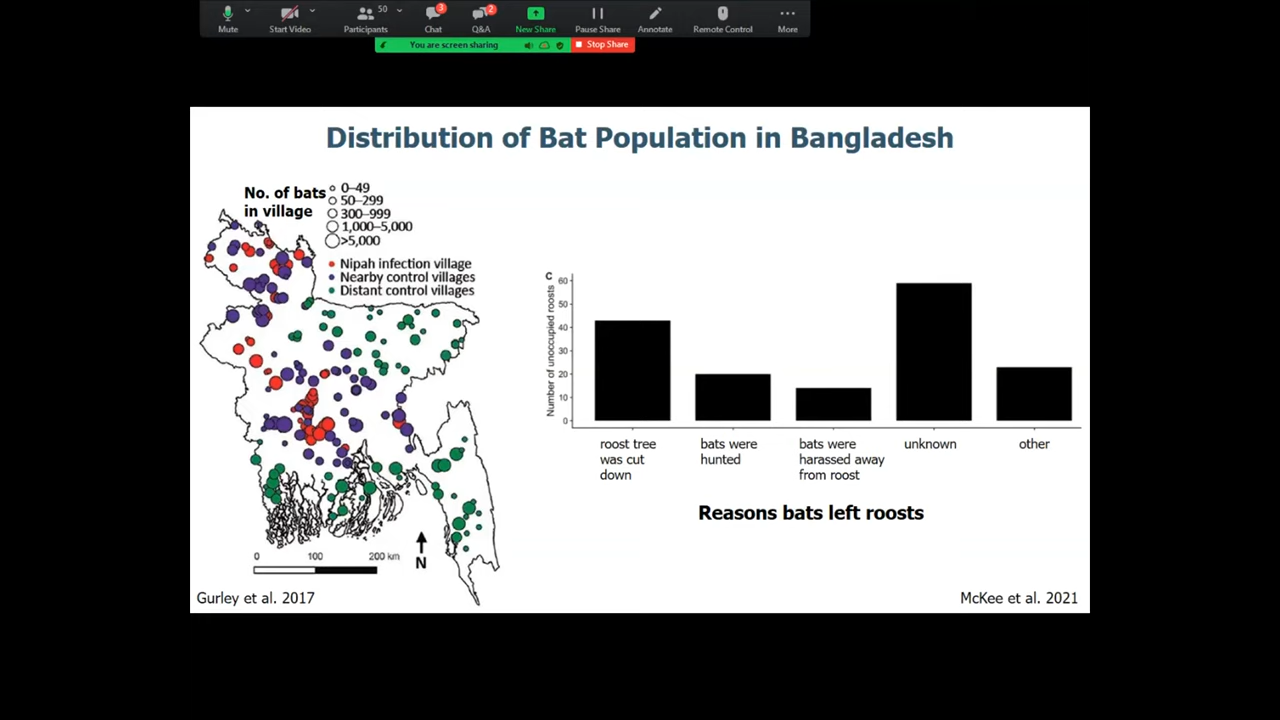 50
3
2
Mute
Start Video
Participants
Chat
Q&A
New Share
Pause Share
Annotate
Remote Control
More
You are screen sharing
Stop Share
Distribution of Bat Population in Bangladesh
No. of bats
in village
0–49
50–299
300–999
1,000–5,000
>5,000
Nipah infection village
Nearby control villages
Distant control villages
0
100
200 km
N
Gurley et al. 2017
C
Number of unoccupied roosts
60
50
40
30
20
10
0
roost tree
was cut
down
bats were
hunted
bats were
harassed away
from roost
unknown
other
Reasons bats left roosts
McKee et al. 2021